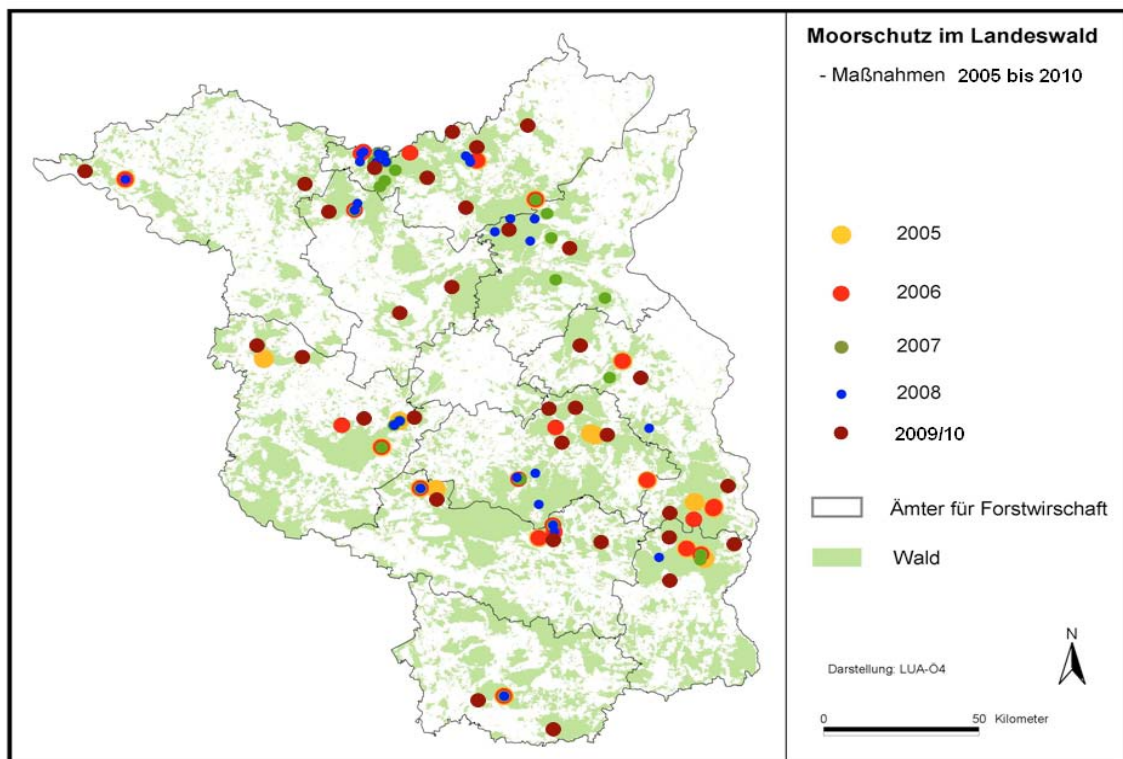 Moorschutz im Landeswald
- Maßnahmen 2005 bis 2010
2005
2006
2007
2008
2009/10
Ämter für Forstwirschaft
Wald
N
Darstellung: LUA-Ö4
0 50 Kilometer